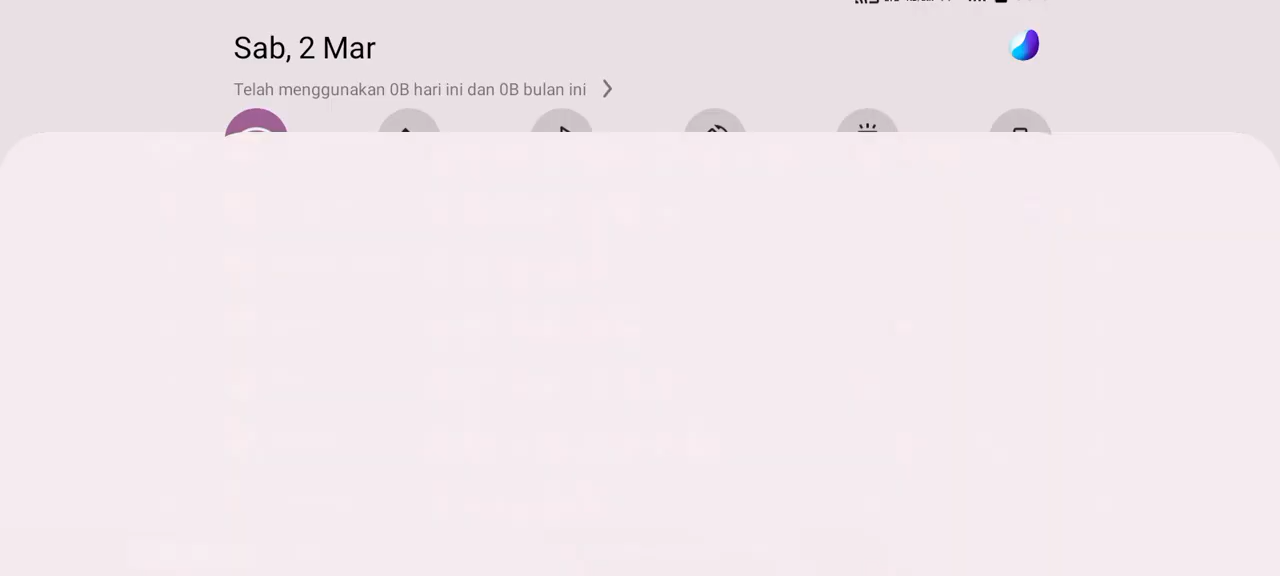 Sab, 2 Mar
Telah menggunakan 0B hari ini dan 0B bulan ini